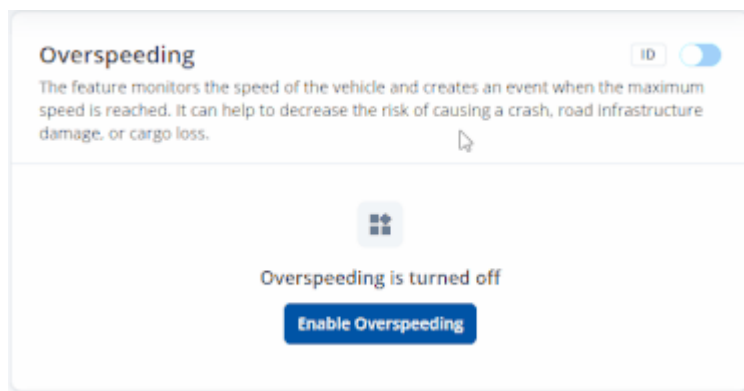 Overspeeding
ID
The feature monitors the speed of the vehicle and creates an event when the maximum
speed is reached. It can help to decrease the risk of causing a crash, road infrastructure
damage, or cargo loss.
Overspeeding is turned off
Enable Overspeeding